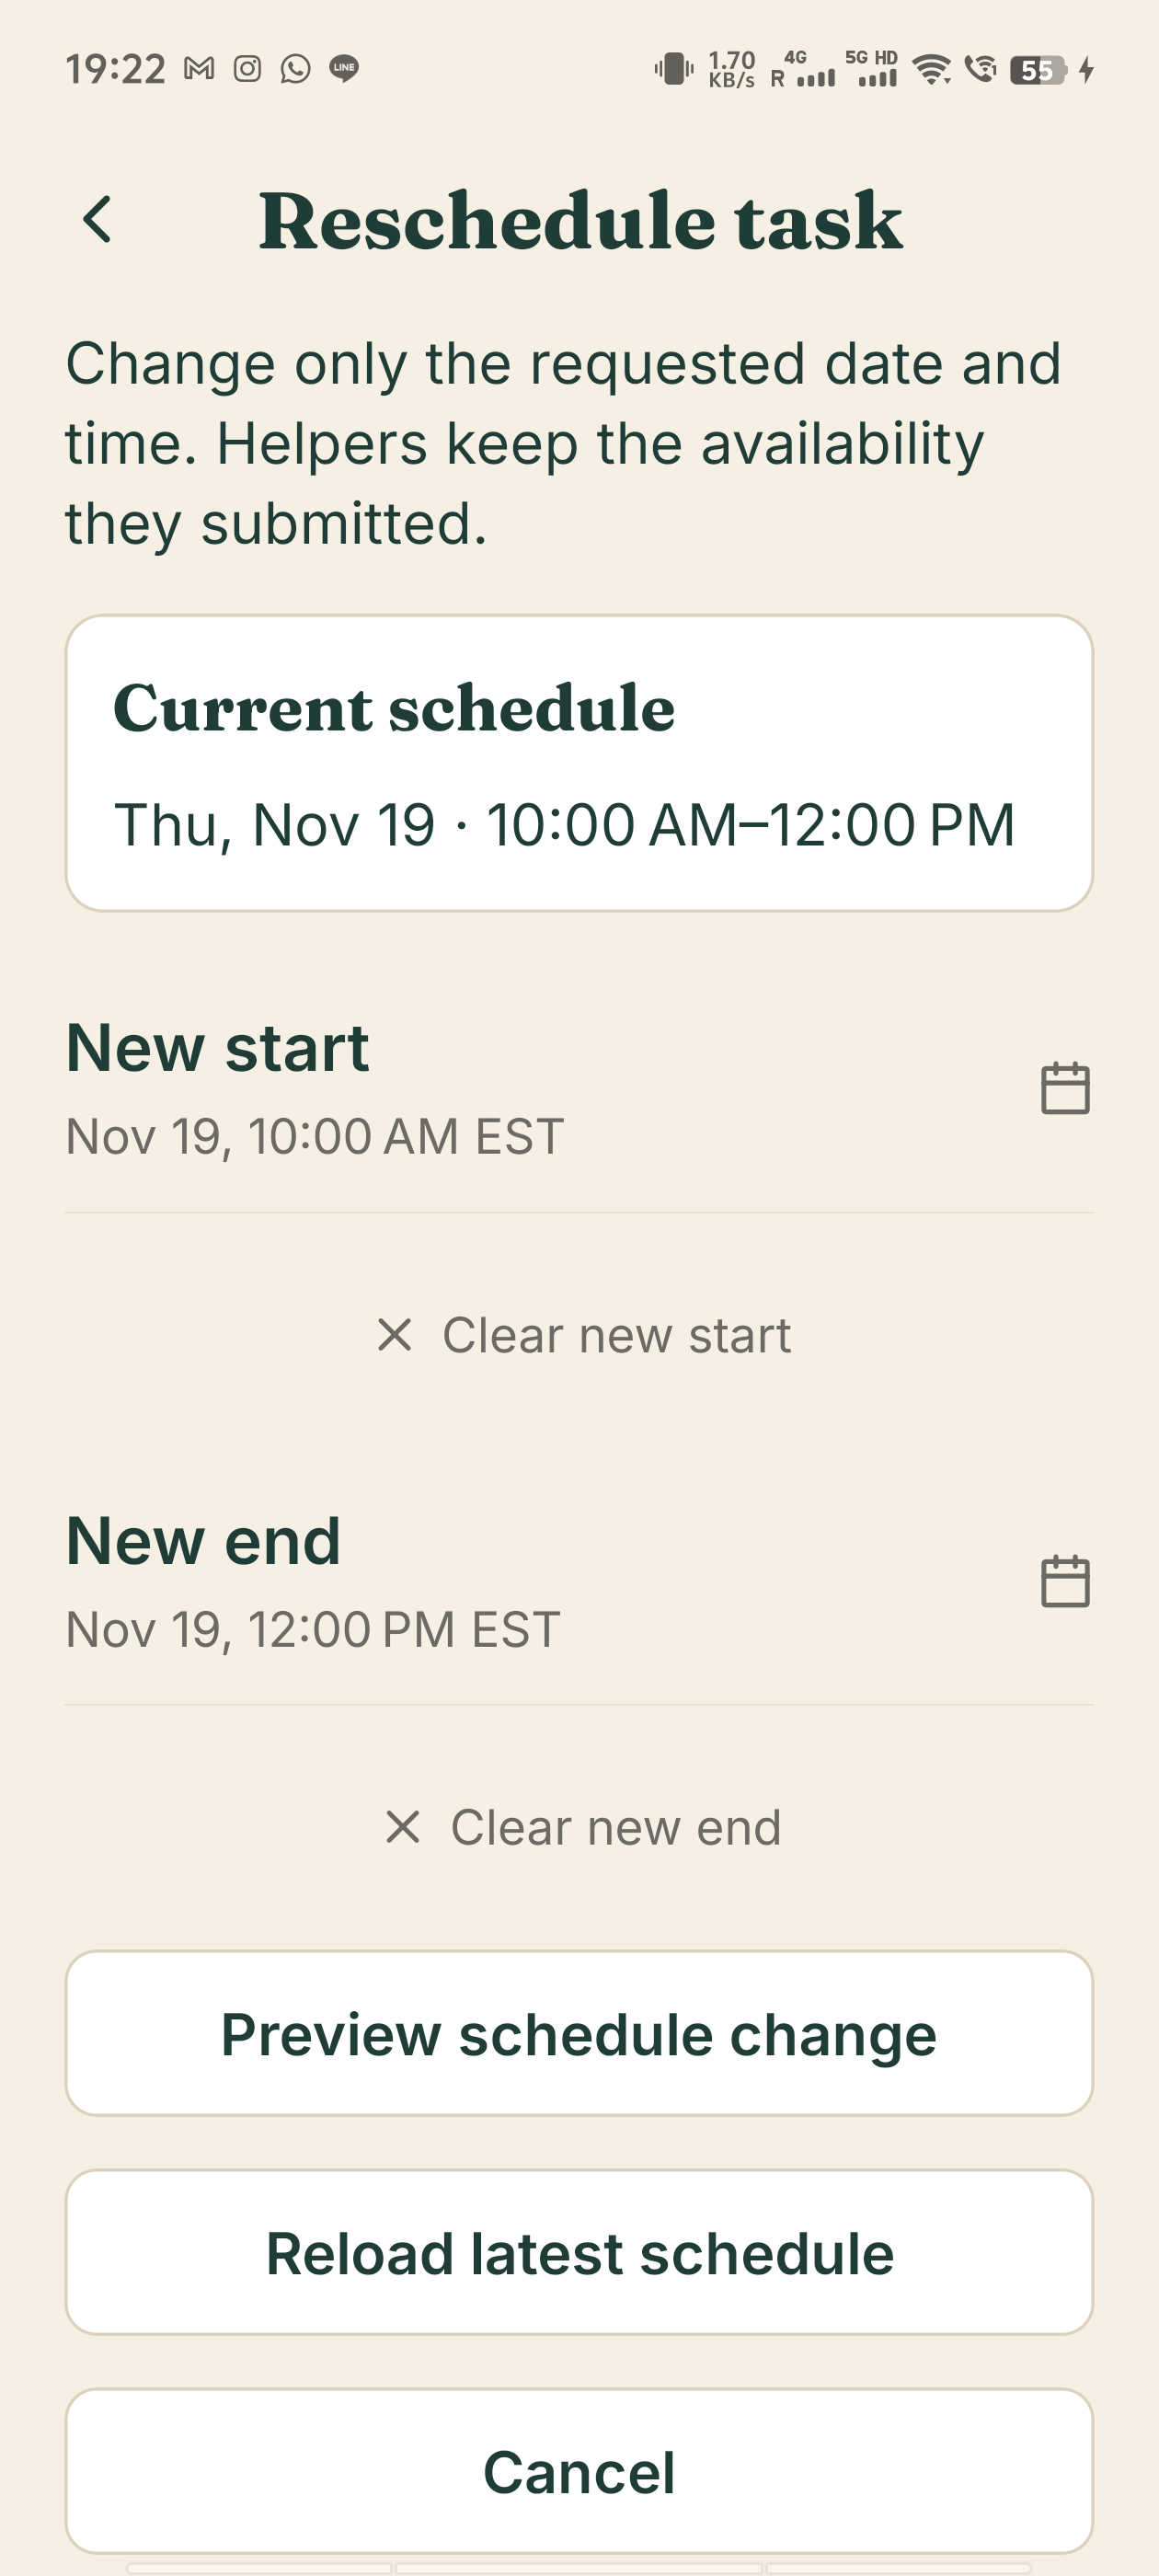 19:22 LINE 1.70 KB/s R 4G 5G HD 55
Reschedule task
Change only the requested date and
time. Helpers keep the availability
they submitted.
Current schedule
Thu, Nov 19 · 10:00 AM–12:00 PM
New start
Nov 19, 10:00 AM EST
Clear new start
New end
Nov 19, 12:00 PM EST
Clear new end
Preview schedule change
Reload latest schedule
Cancel